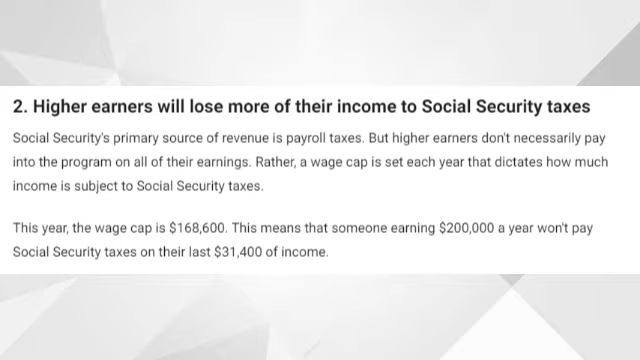 2. Higher earners will lose more of their income to Social Security taxes
Social Security's primary source of revenue is payroll taxes. But higher earners don't necessarily pay
into the program on all of their earnings. Rather, a wage cap is set each year that dictates how much
income is subject to Social Security taxes.
This year, the wage cap is $168,600. This means that someone earning $200,000 a year won't pay
Social Security taxes on their last $31,400 of income.